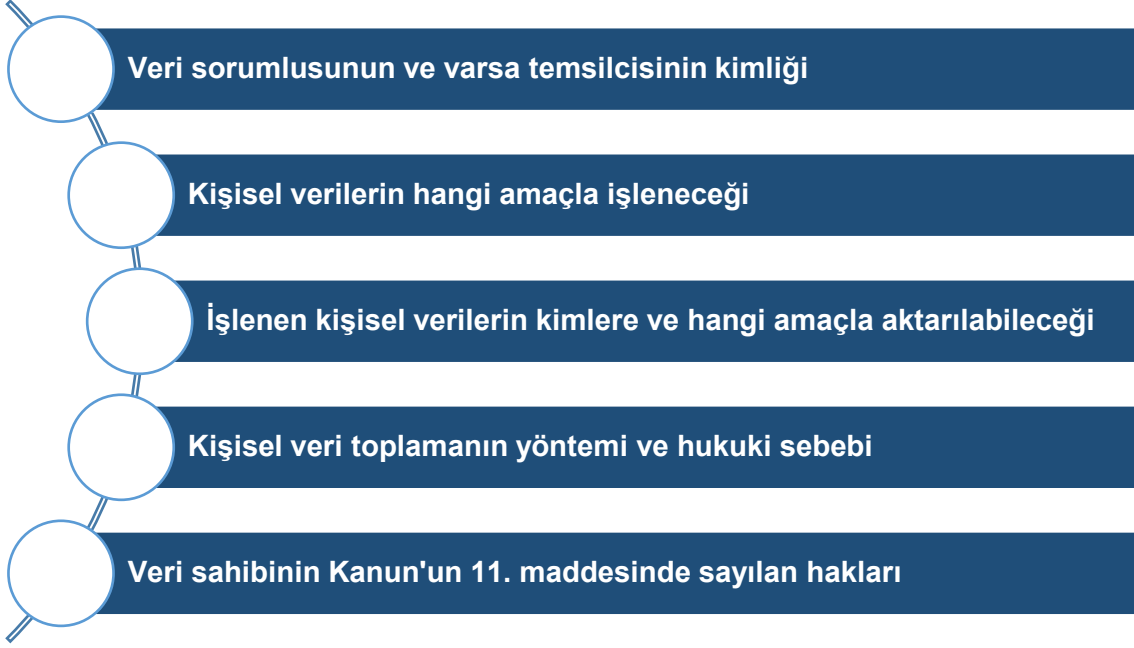 Veri sorumlusunun ve varsa temsilcisinin kimliği
Kişisel verilerin hangi amaçla işleneceği
İşlenen kişisel verilerin kimlere ve hangi amaçla aktarılabileceği
Kişisel veri toplamanın yöntemi ve hukuki sebebi
Veri sahibinin Kanun'un 11. maddesinde sayılan hakları